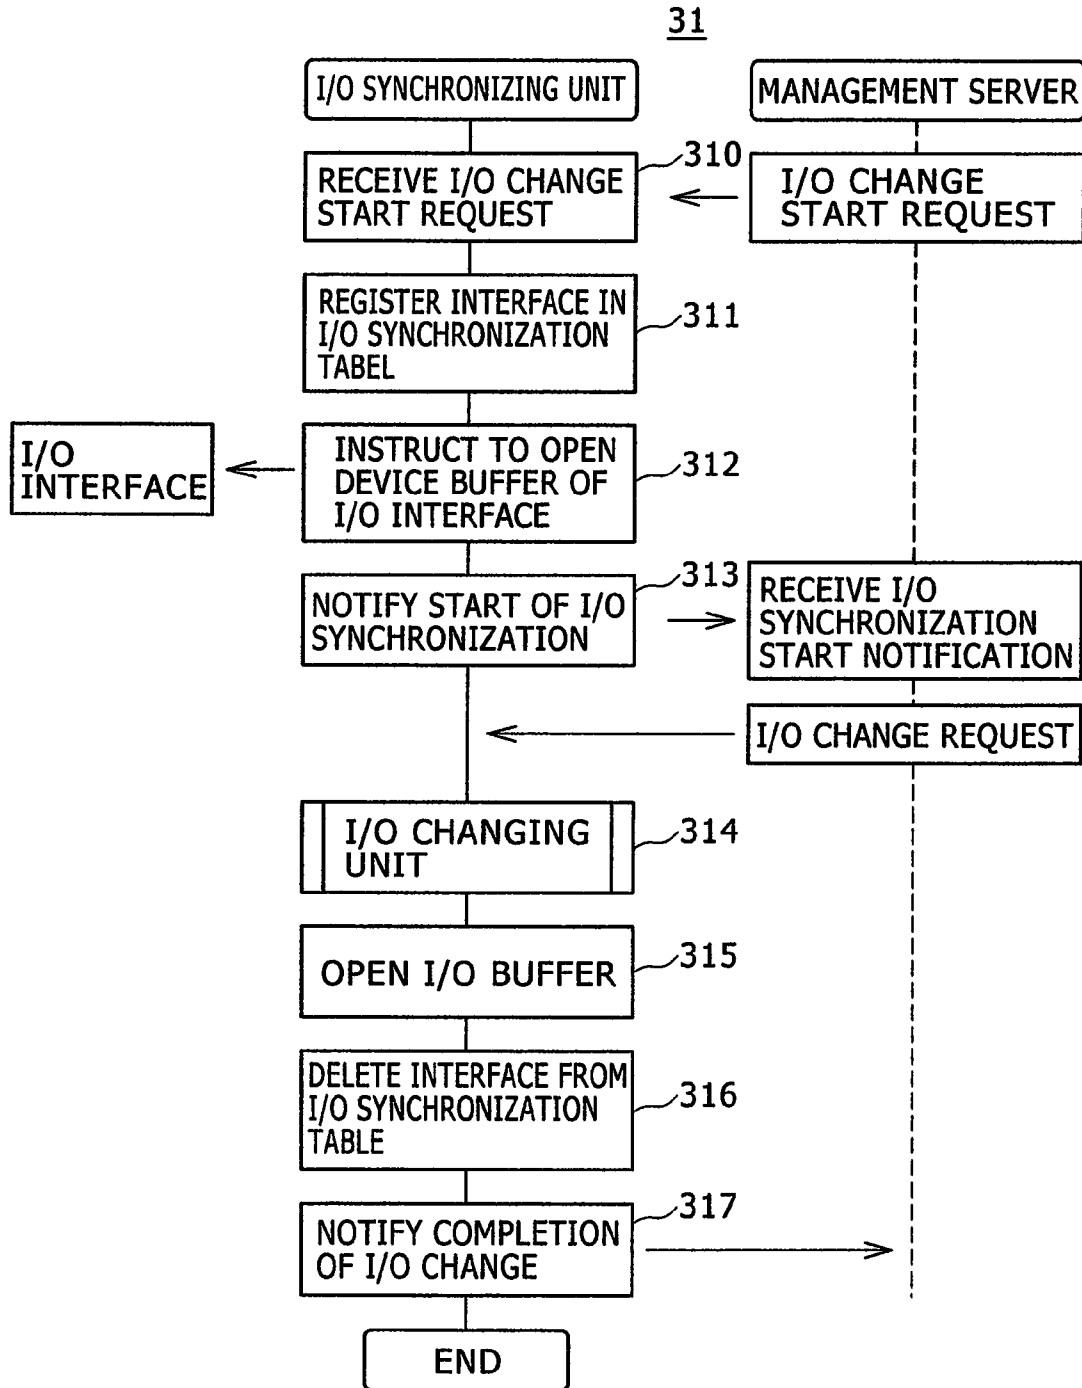 31
I/O SYNCHRONIZING UNIT
MANAGEMENT SERVER
310
RECEIVE I/O CHANGE
START REQUEST
I/O CHANGE
START REQUEST
REGISTER INTERFACE IN
I/O SYNCHRONIZATION
TABEL
311
I/O
INTERFACE
INSTRUCT TO OPEN
DEVICE BUFFER OF
I/O INTERFACE
312
313
NOTIFY START OF I/O
SYNCHRONIZATION
RECEIVE I/O
SYNCHRONIZATION
START NOTIFICATION
I/O CHANGE REQUEST
I/O CHANGING
UNIT
314
OPEN I/O BUFFER
315
DELETE INTERFACE FROM
I/O SYNCHRONIZATION
TABLE
316
317
NOTIFY COMPLETION
OF I/O CHANGE
END